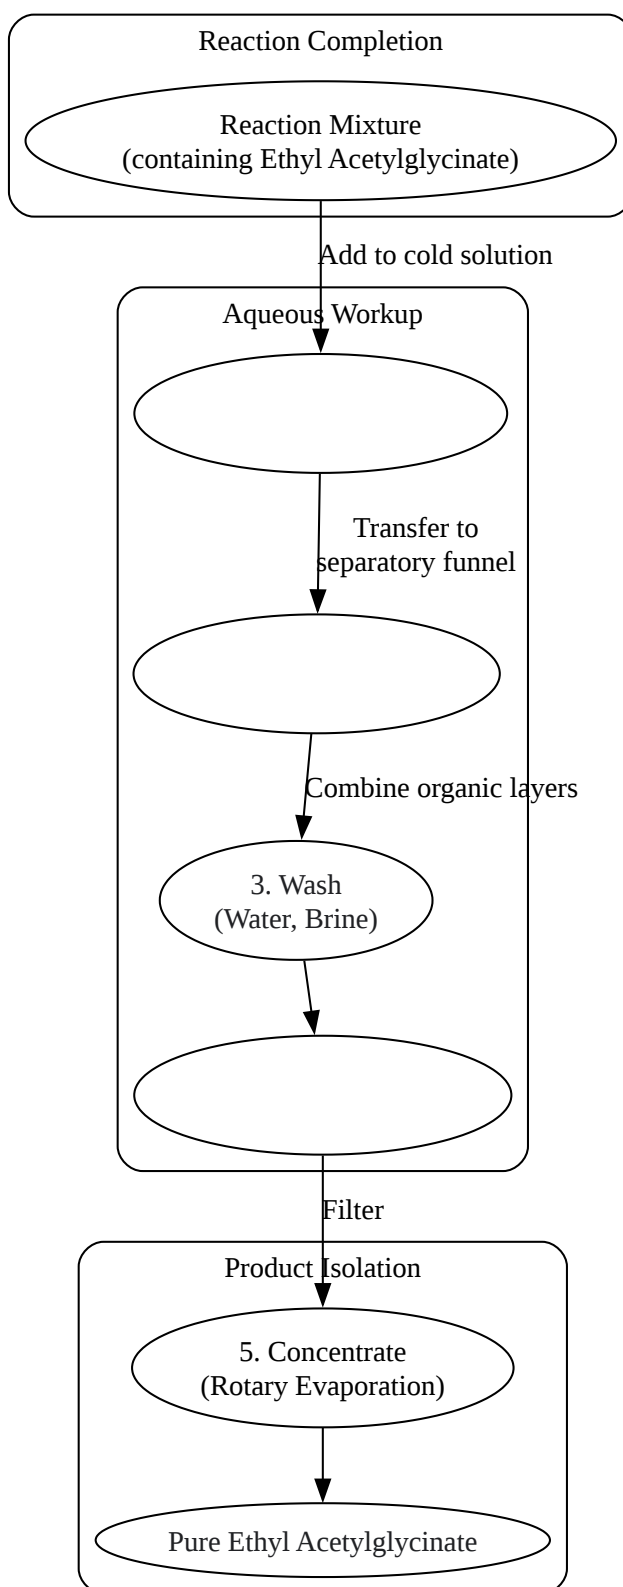 Reaction Completion
Reaction Mixture
(containing Ethyl Acetylglycinate)
Add to cold solution
Aqueous Workup
Transfer to
separatory funnel
Combine organic layers
3. Wash
(Water, Brine)
Filter
Product Isolation
5. Concentrate
(Rotary Evaporation)
Pure Ethyl Acetylglycinate